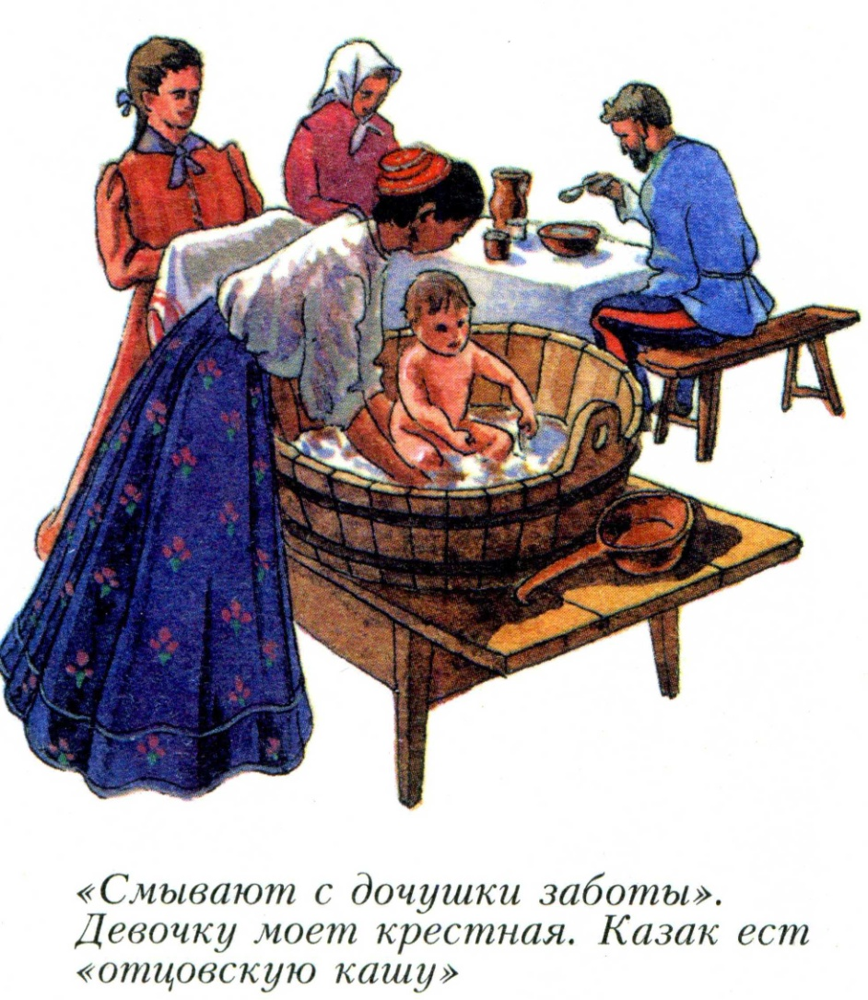 «Смывают с дочушки заботы».
Девочку моет крестная. Казак ест
«отцовскую кашу»